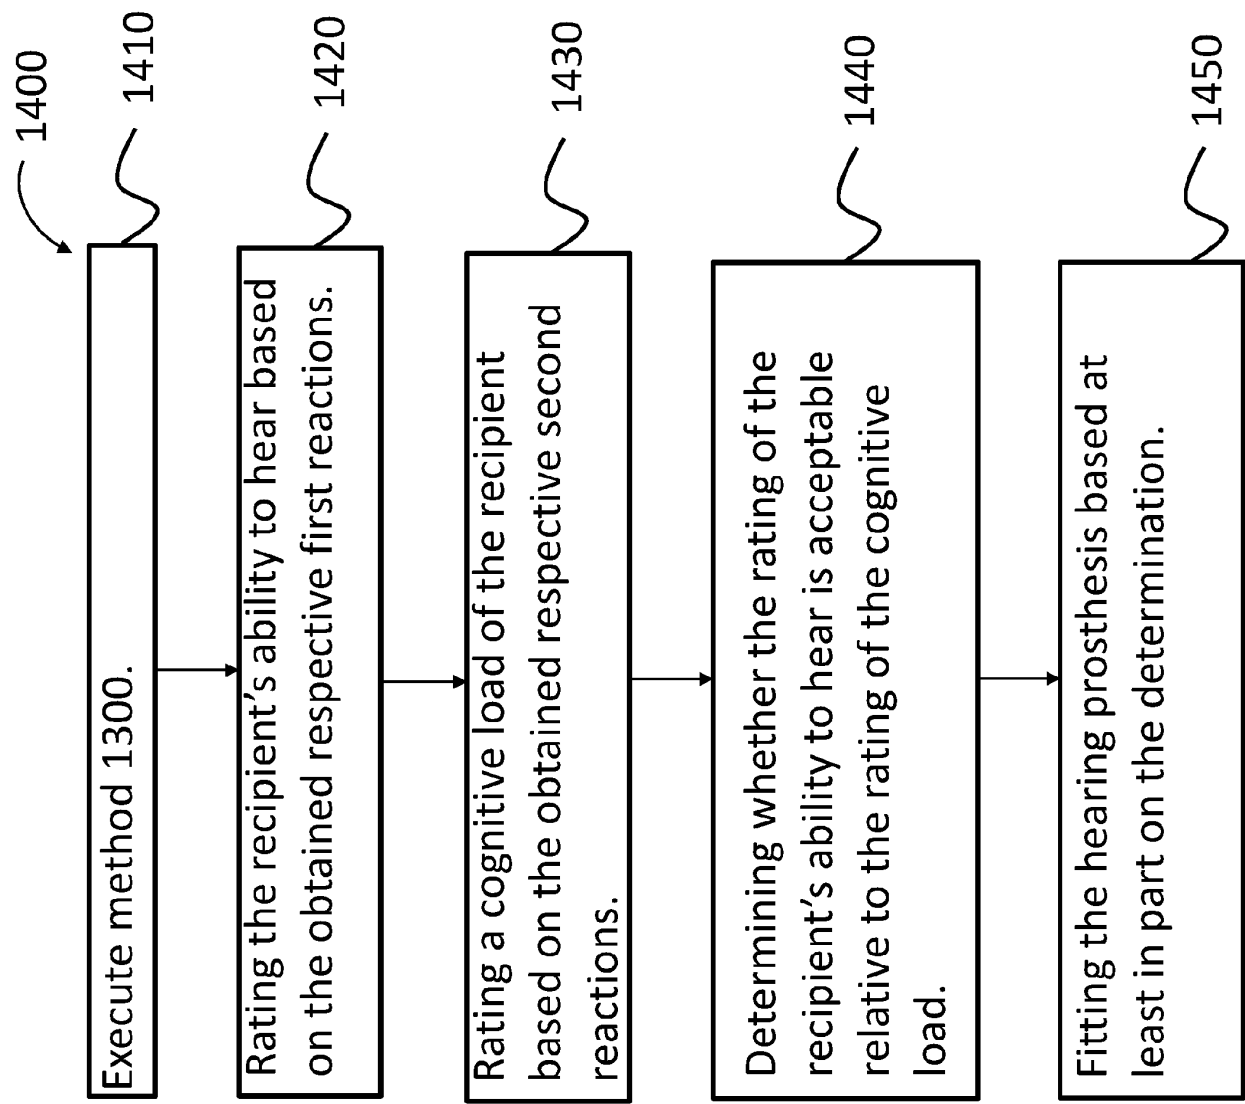 1400
Execute method 1300.
1410
Rating the recipient's ability to hear based
on the obtained respective first reactions.
1420
Rating a cognitive load of the recipient
based on the obtained respective second
reactions.
1430
Determining whether the rating of the
recipient's ability to hear is acceptable
relative to the rating of the cognitive
load.
1440
Fitting the hearing prosthesis based at
least in part on the determination.
1450